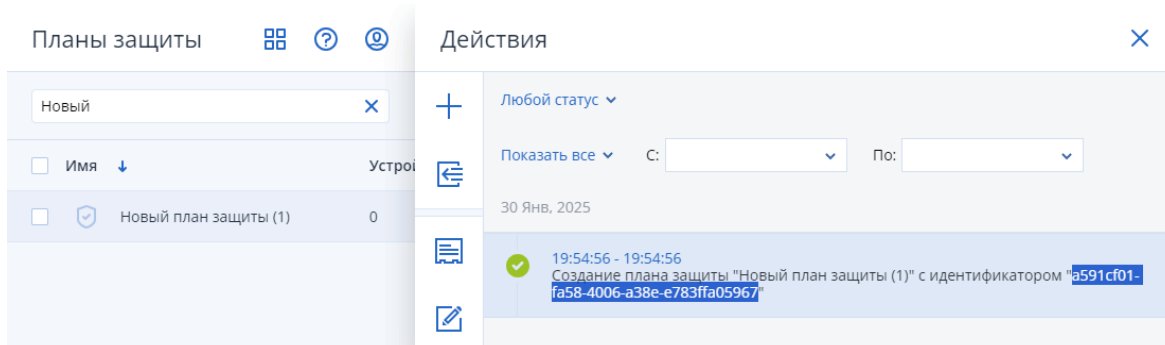 Планы защиты
Новый
Имя
Устрой
Новый план защиты (1)
0
Действия
Любой статус
Показать все
С:
По:
30 Янв, 2025
19:54:56 - 19:54:56
Создание плана защиты "Новый план защиты (1)" с идентификатором "a591cf01-
fa58-4006-a38e-e783ffa05967"